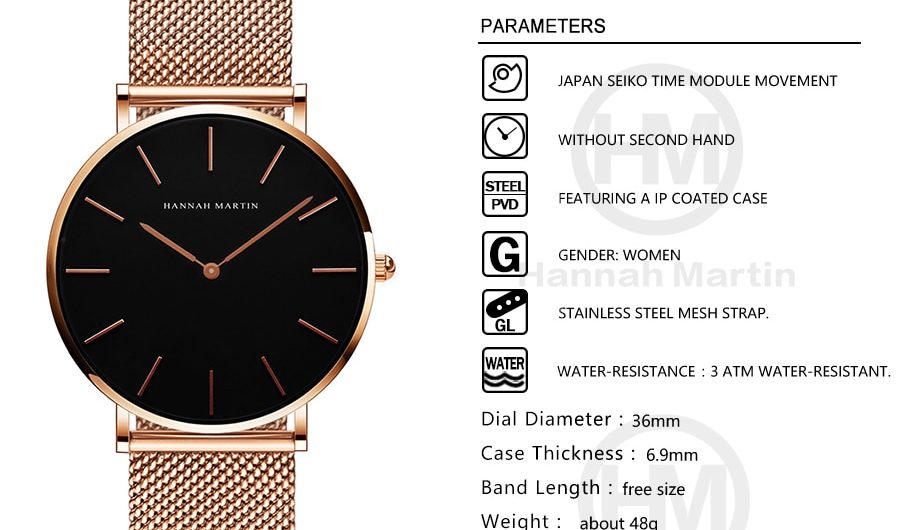 PARAMETERS
HANNAH MARTIN
JAPAN SEIKO TIME MODULE MOVEMENT
WITHOUT SECOND HAND
STEEL
PVD
FEATURING A IP COATED CASE
G
GENDER: WOMEN
GL
STAINLESS STEEL MESH STRAP.
WATER
WATER-RESISTANCE : 3 ATM WATER-RESISTANT.
Dial Diameter : 36mm
Case Thickness : 6.9mm
Band Length : free size
Weight : about 48g
HM
Hannah Martin
HM